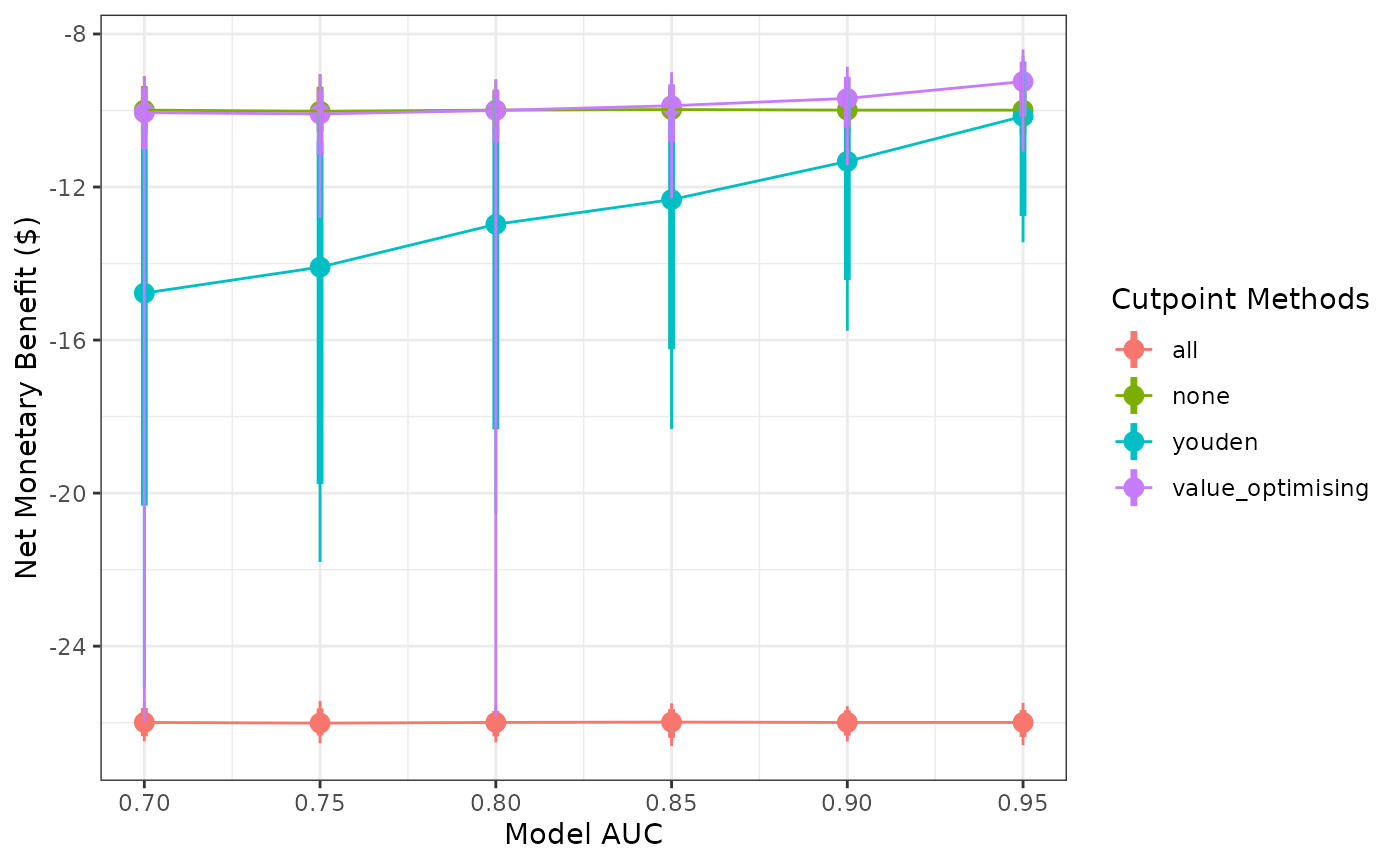 -8
-12
-16
-20
-24
Net Monetary Benefit ($)
0.70 0.75 0.80 0.85 0.90 0.95
Model AUC
Cutpoint Methods
all
none
youden
value_optimising